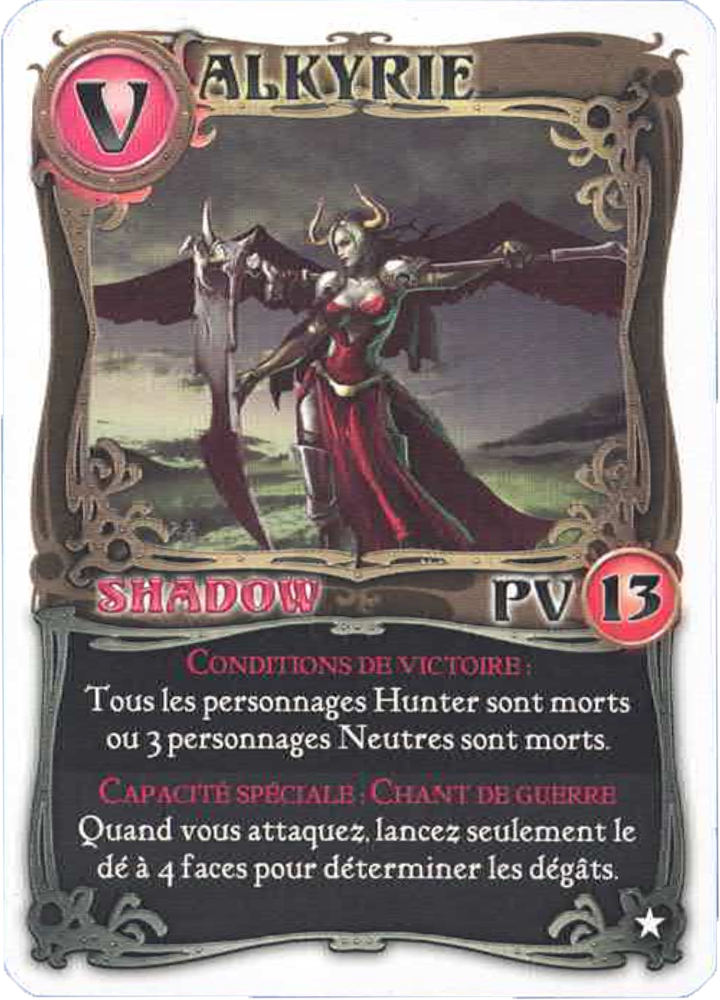 VALKYRIE
SHADOW
PV 13
CONDITIONS DE VICTOIRE :
Tous les personnages Hunter sont morts
ou 3 personnages Neutres sont morts.
CAPACITÉ SPÉCIALE : CHANT DE GUERRE
Quand vous attaquez, lancez seulement le
dé à 4 faces pour déterminer les dégâts.